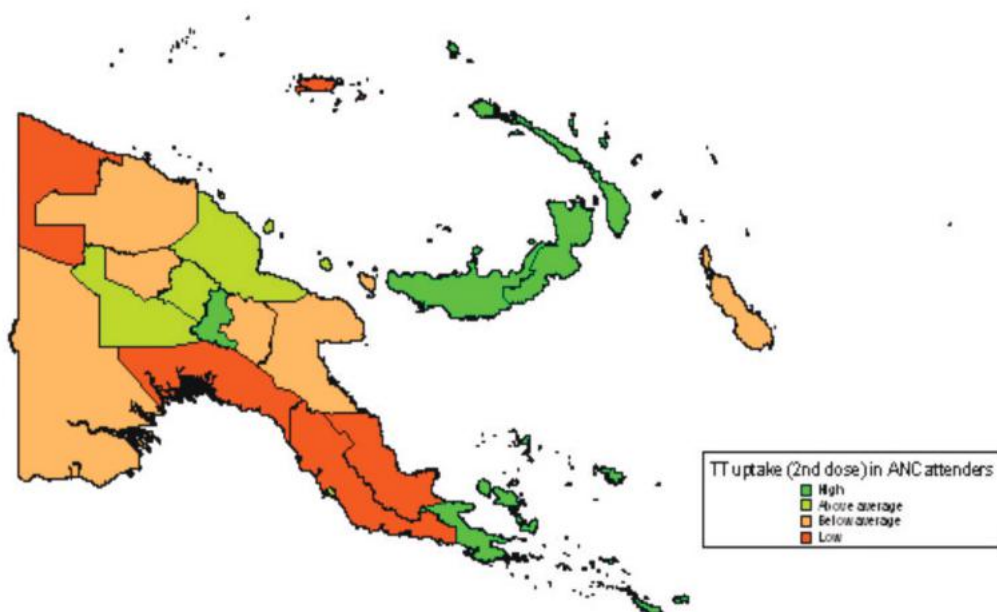 TT uptake (2nd dose) in ANC attenders
High
Above average
Below average
Low